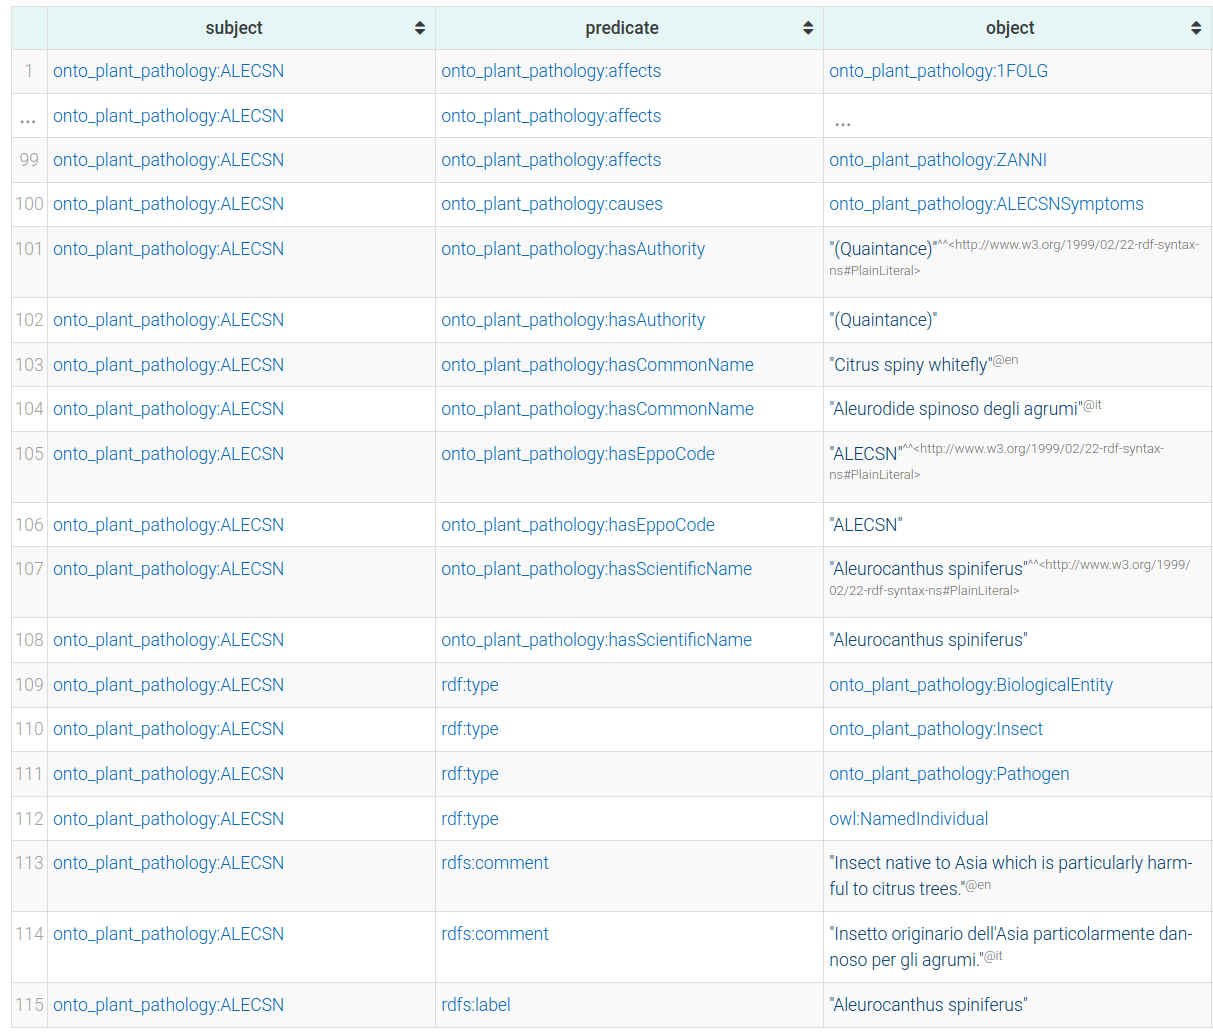 subject predicate object
1 onto_plant_pathology:ALECSN onto_plant_pathology:affects onto_plant_pathology:1FOLG
... onto_plant_pathology:ALECSN onto_plant_pathology:affects ...
99 onto_plant_pathology:ALECSN onto_plant_pathology:affects onto_plant_pathology:ZANNI
100 onto_plant_pathology:ALECSN onto_plant_pathology:causes onto_plant_pathology:ALECSNSymptoms
101 onto_plant_pathology:ALECSN onto_plant_pathology:hasAuthority "(Quaintance)"^^<http://www.w3.org/1999/02/22-rdf-syntax-
ns#PlainLiteral>
102 onto_plant_pathology:ALECSN onto_plant_pathology:hasAuthority "(Quaintance)"
103 onto_plant_pathology:ALECSN onto_plant_pathology:hasCommonName "Citrus spiny whitefly"@en
104 onto_plant_pathology:ALECSN onto_plant_pathology:hasCommonName "Aleurodide spinoso degli agrumi"@it
105 onto_plant_pathology:ALECSN onto_plant_pathology:hasEppoCode "ALECSN"^^<http://www.w3.org/1999/02/22-rdf-syntax-
ns#PlainLiteral>
106 onto_plant_pathology:ALECSN onto_plant_pathology:hasEppoCode "ALECSN"
107 onto_plant_pathology:ALECSN onto_plant_pathology:hasScientificName "Aleurocanthus spiniferus"^^<http://www.w3.org/1999/
02/22-rdf-syntax-ns#PlainLiteral>
108 onto_plant_pathology:ALECSN onto_plant_pathology:hasScientificName "Aleurocanthus spiniferus"
109 onto_plant_pathology:ALECSN rdf:type onto_plant_pathology:BiologicalEntity
110 onto_plant_pathology:ALECSN rdf:type onto_plant_pathology:Insect
111 onto_plant_pathology:ALECSN rdf:type onto_plant_pathology:Pathogen
112 onto_plant_pathology:ALECSN rdf:type owl:NamedIndividual
113 onto_plant_pathology:ALECSN rdfs:comment "Insect native to Asia which is particularly harm-
ful to citrus trees."@en
114 onto_plant_pathology:ALECSN rdfs:comment "Insetto originario dell'Asia particolarmente dan-
noso per gli agrumi."@it
115 onto_plant_pathology:ALECSN rdfs:label "Aleurocanthus spiniferus"